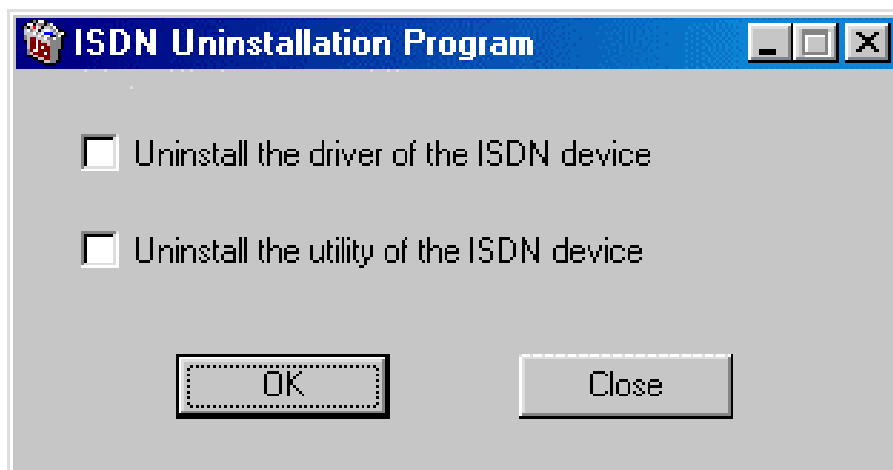 ISDN Uninstallation Program
Uninstall the driver of the ISDN device
Uninstall the utility of the ISDN device
OK
Close